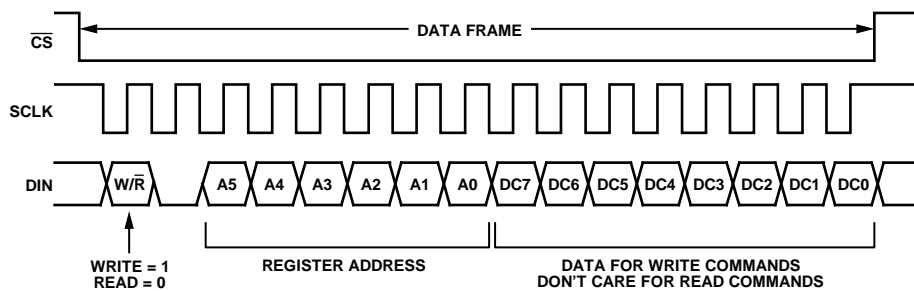 DATA FRAME
CS
SCLK
DIN W/R A5 A4 A3 A2 A1 A0 DC7 DC6 DC5 DC4 DC3 DC2 DC1 DC0
WRITE = 1
READ = 0
REGISTER ADDRESS
DATA FOR WRITE COMMANDS
DON'T CARE FOR READ COMMANDS